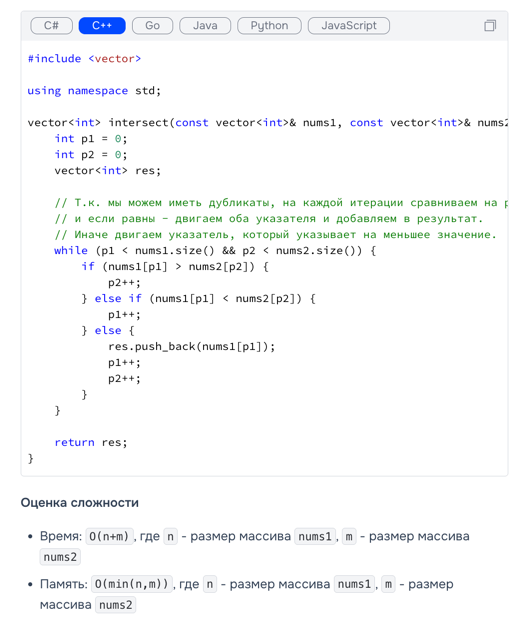 C# C++ Go Java Python JavaScript
#include <vector>
using namespace std;
vector<int> intersect(const vector<int>& nums1, const vector<int>& nums2
    int p1 = 0;
    int p2 = 0;
    vector<int> res;
    // Т.к. мы можем иметь дубликаты, на каждой итерации сравниваем на
    // и если равны - двигаем оба указателя и добавляем в результат.
    // Иначе двигаем указатель, который указывает на меньшее значение.
    while (p1 < nums1.size() && p2 < nums2.size()) {
        if (nums1[p1] > nums2[p2]) {
            p2++;
        } else if (nums1[p1] < nums2[p2]) {
            p1++;
        } else {
            res.push_back(nums1[p1]);
            p1++;
            p2++;
        }
    }
    return res;
}
Оценка сложности
• Время: O(n+m), где n - размер массива nums1, m - размер массива
nums2
• Память: O(min(n,m)), где n - размер массива nums1, m - размер
массива nums2